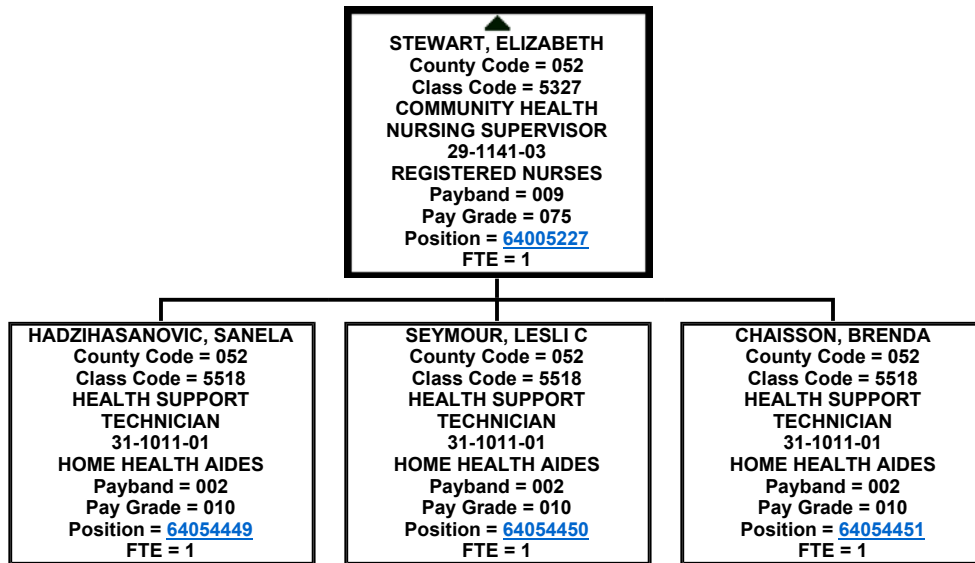 STEWART, ELIZABETH
County Code = 052
Class Code = 5327
COMMUNITY HEALTH
NURSING SUPERVISOR
29-1141-03
REGISTERED NURSES
Payband = 009
Pay Grade = 075
Position = 64005227
FTE = 1
HADZIHASANOVIC, SANELA
County Code = 052
Class Code = 5518
HEALTH SUPPORT
TECHNICIAN
31-1011-01
HOME HEALTH AIDES
Payband = 002
Pay Grade = 010
Position = 64054449
FTE = 1
SEYMOUR, LESLI C
County Code = 052
Class Code = 5518
HEALTH SUPPORT
TECHNICIAN
31-1011-01
HOME HEALTH AIDES
Payband = 002
Pay Grade = 010
Position = 64054450
FTE = 1
CHAISSON, BRENDA
County Code = 052
Class Code = 5518
HEALTH SUPPORT
TECHNICIAN
31-1011-01
HOME HEALTH AIDES
Payband = 002
Pay Grade = 010
Position = 64054451
FTE = 1